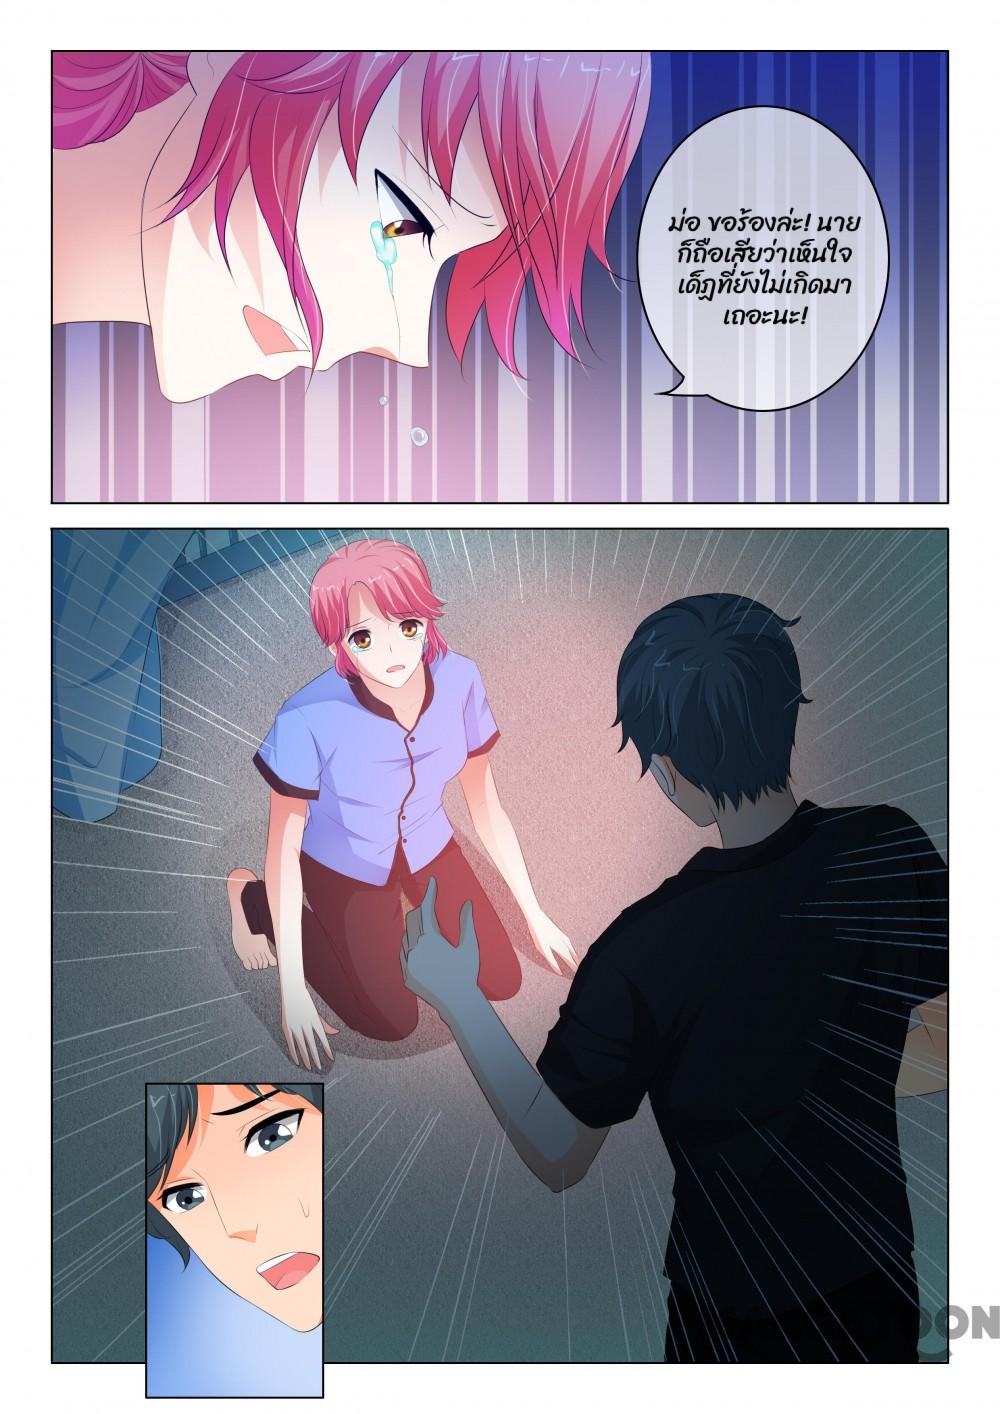 ม่อ ขอร้องล่ะ! นาย
ก็ถือเสียว่าเห็นใจ
เด็กที่ยังไม่เกิดมา
เถอะนะ!